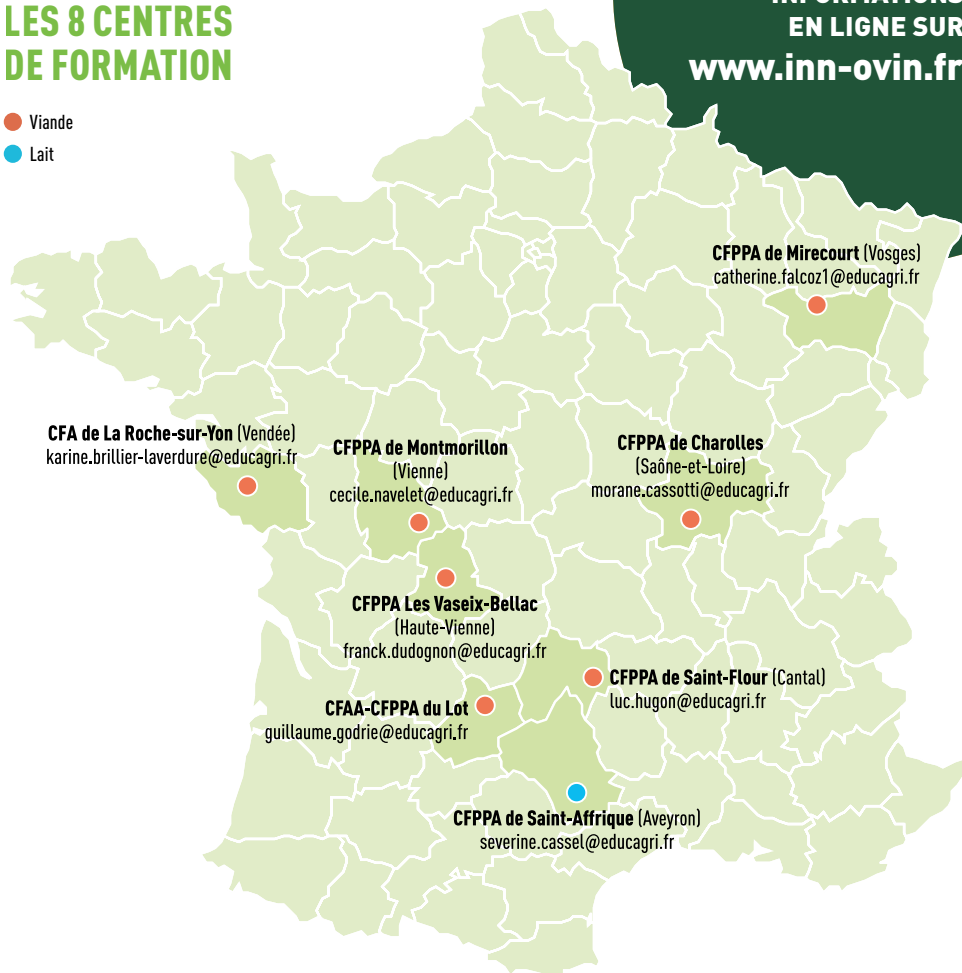 LES 8 CENTRES
DE FORMATION
Viande
Lait
INFORMATIONS
EN LIGNE SUR
www.inn-ovin.fr
CFPPA de Mirecourt (Vosges)
catherine.falcoz1@educagri.fr
CFA de La Roche-sur-Yon (Vendée)
karine.brillier-laverdure@educagri.fr
CFPPA de Montmorillon
(Vienne)
cecile.navelet@educagri.fr
CFPPA de Charolles
(Saône-et-Loire)
morane.cassotti@educagri.fr
CFPPA Les Vaseix-Bellac
(Haute-Vienne)
franck.dudognon@educagri.fr
CFPPA de Saint-Flour (Cantal)
luc.hugon@educagri.fr
CFAA-CFPPA du Lot
guillaume.godrie@educagri.fr
CFPPA de Saint-Affrique (Aveyron)
severine.cassel@educagri.fr